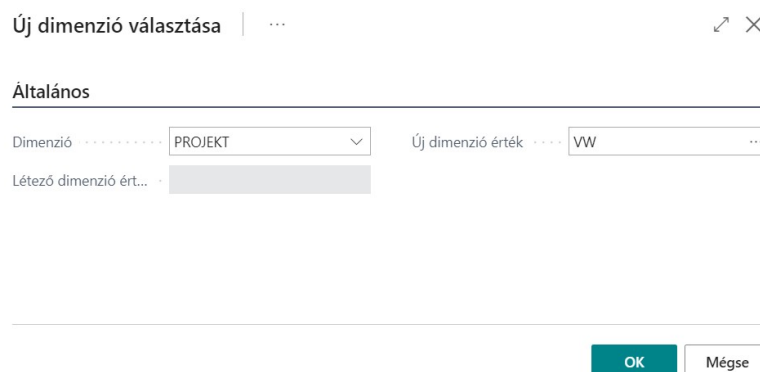 Új dimenzió választása ...
Általános
Dimenzió PROJEKT Új dimenzió érték VW ...
Létező dimenzió ért...
OK Mégse